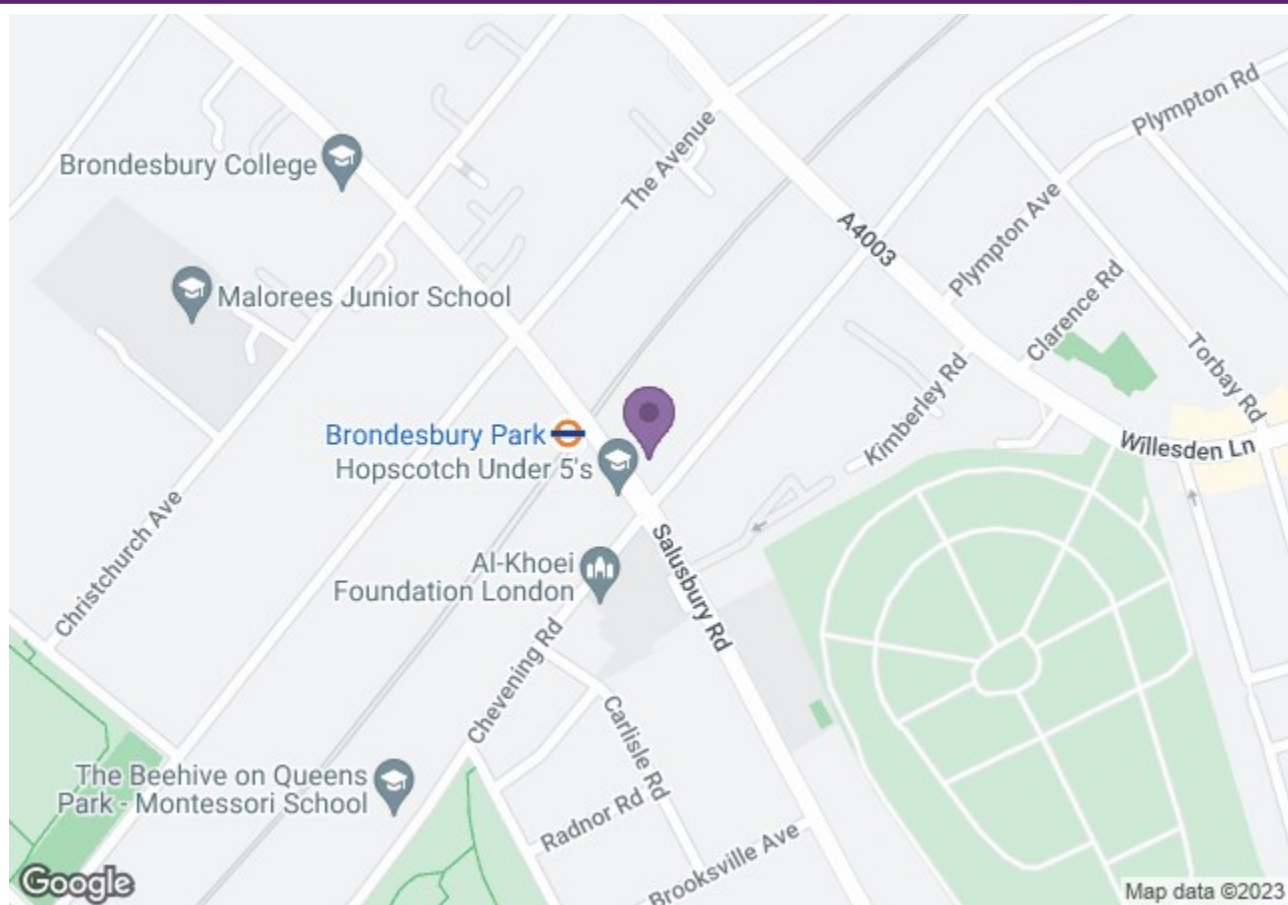 Plympton Rd
The Avenue
Brondesbury College
Plympton Ave
A4003
Clarence Rd
Malorees Junior School
Torbay Rd
Kimberley Rd
Brondesbury Park
Willesden Ln
Hopscotch Under 5's
Christchurch Ave
Salusbury Rd
Al-Khoei
Foundation London
Chevening Rd
Carlisle Rd
The Beehive on Queens
Park - Montessori School
Radnor Rd
Brooksville Ave
Google
Map data ©2023